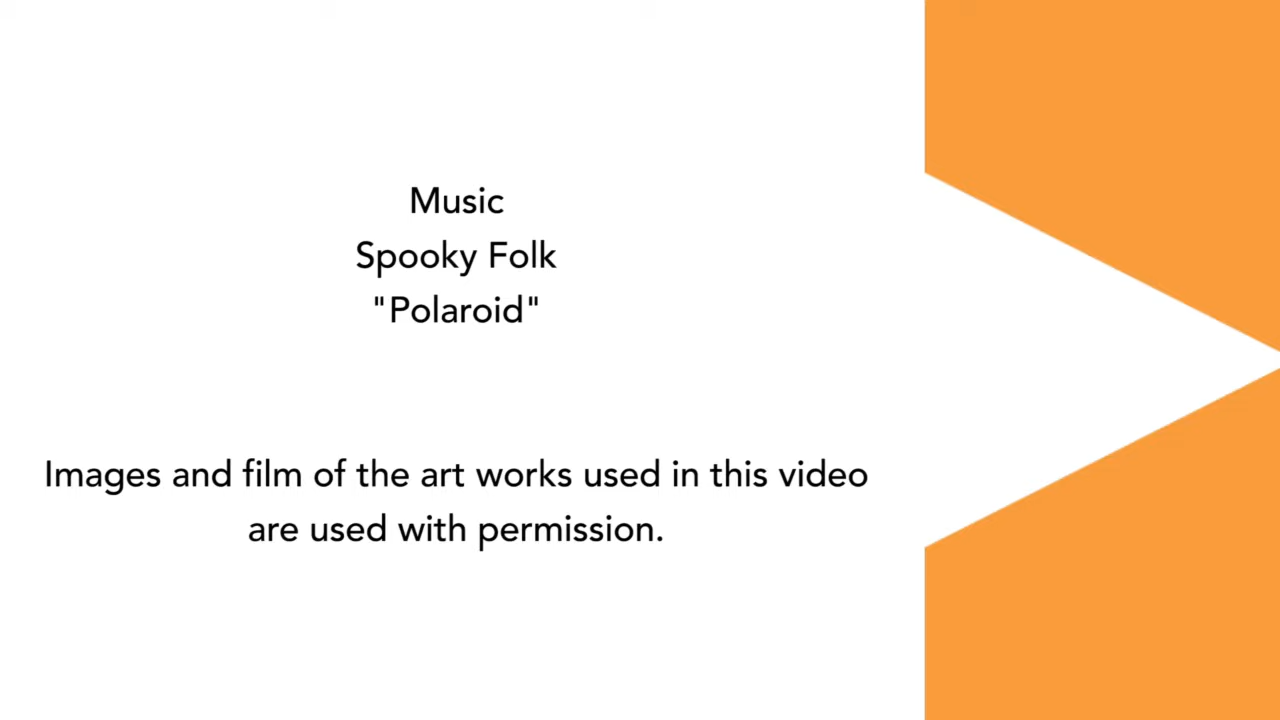 Music
Spooky Folk
"Polaroid"
Images and film of the art works used in this video
are used with permission.